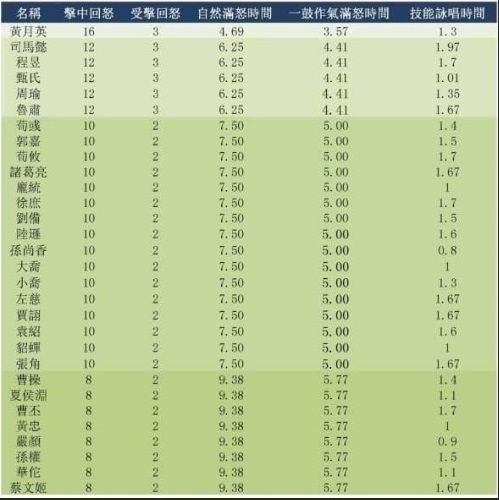 名稱 擊中回怒 受擊回怒 自然滿怒時間 一鼓作氣滿怒時間 技能詠唱時間
黃月英 16 3 4.69 3.57 1.3
司馬懿 12 3 6.25 4.41 1.97
程昱 12 3 6.25 4.41 1.7
甄氏 12 3 6.25 4.41 1.01
周瑜 12 3 6.25 4.41 1.35
魯肅 12 3 6.25 4.41 1.67
荀彧 10 2 7.50 5.00 1.4
郭嘉 10 2 7.50 5.00 1.5
荀攸 10 2 7.50 5.00 1.7
諸葛亮 10 2 7.50 5.00 1.67
龐統 10 2 7.50 5.00 1
徐庶 10 2 7.50 5.00 1.7
劉備 10 2 7.50 5.00 1.5
陸遜 10 2 7.50 5.00 1.6
孫尚香 10 2 7.50 5.00 0.8
大喬 10 2 7.50 5.00 1
小喬 10 2 7.50 5.00 1.3
左慈 10 2 7.50 5.00 1.67
賈詡 10 2 7.50 5.00 1.67
袁紹 10 2 7.50 5.00 1.6
貂蟬 10 2 7.50 5.00 1
張角 10 2 7.50 5.00 1.67
曹操 8 2 9.38 5.77 1.4
夏侯淵 8 2 9.38 5.77 1.1
曹丕 8 2 9.38 5.77 1.7
黃忠 8 2 9.38 5.77 1
嚴顏 8 2 9.38 5.77 0.9
孫權 8 2 9.38 5.77 1.5
華佗 8 2 9.38 5.77 1.1
蔡文姬 8 2 9.38 5.77 1.67